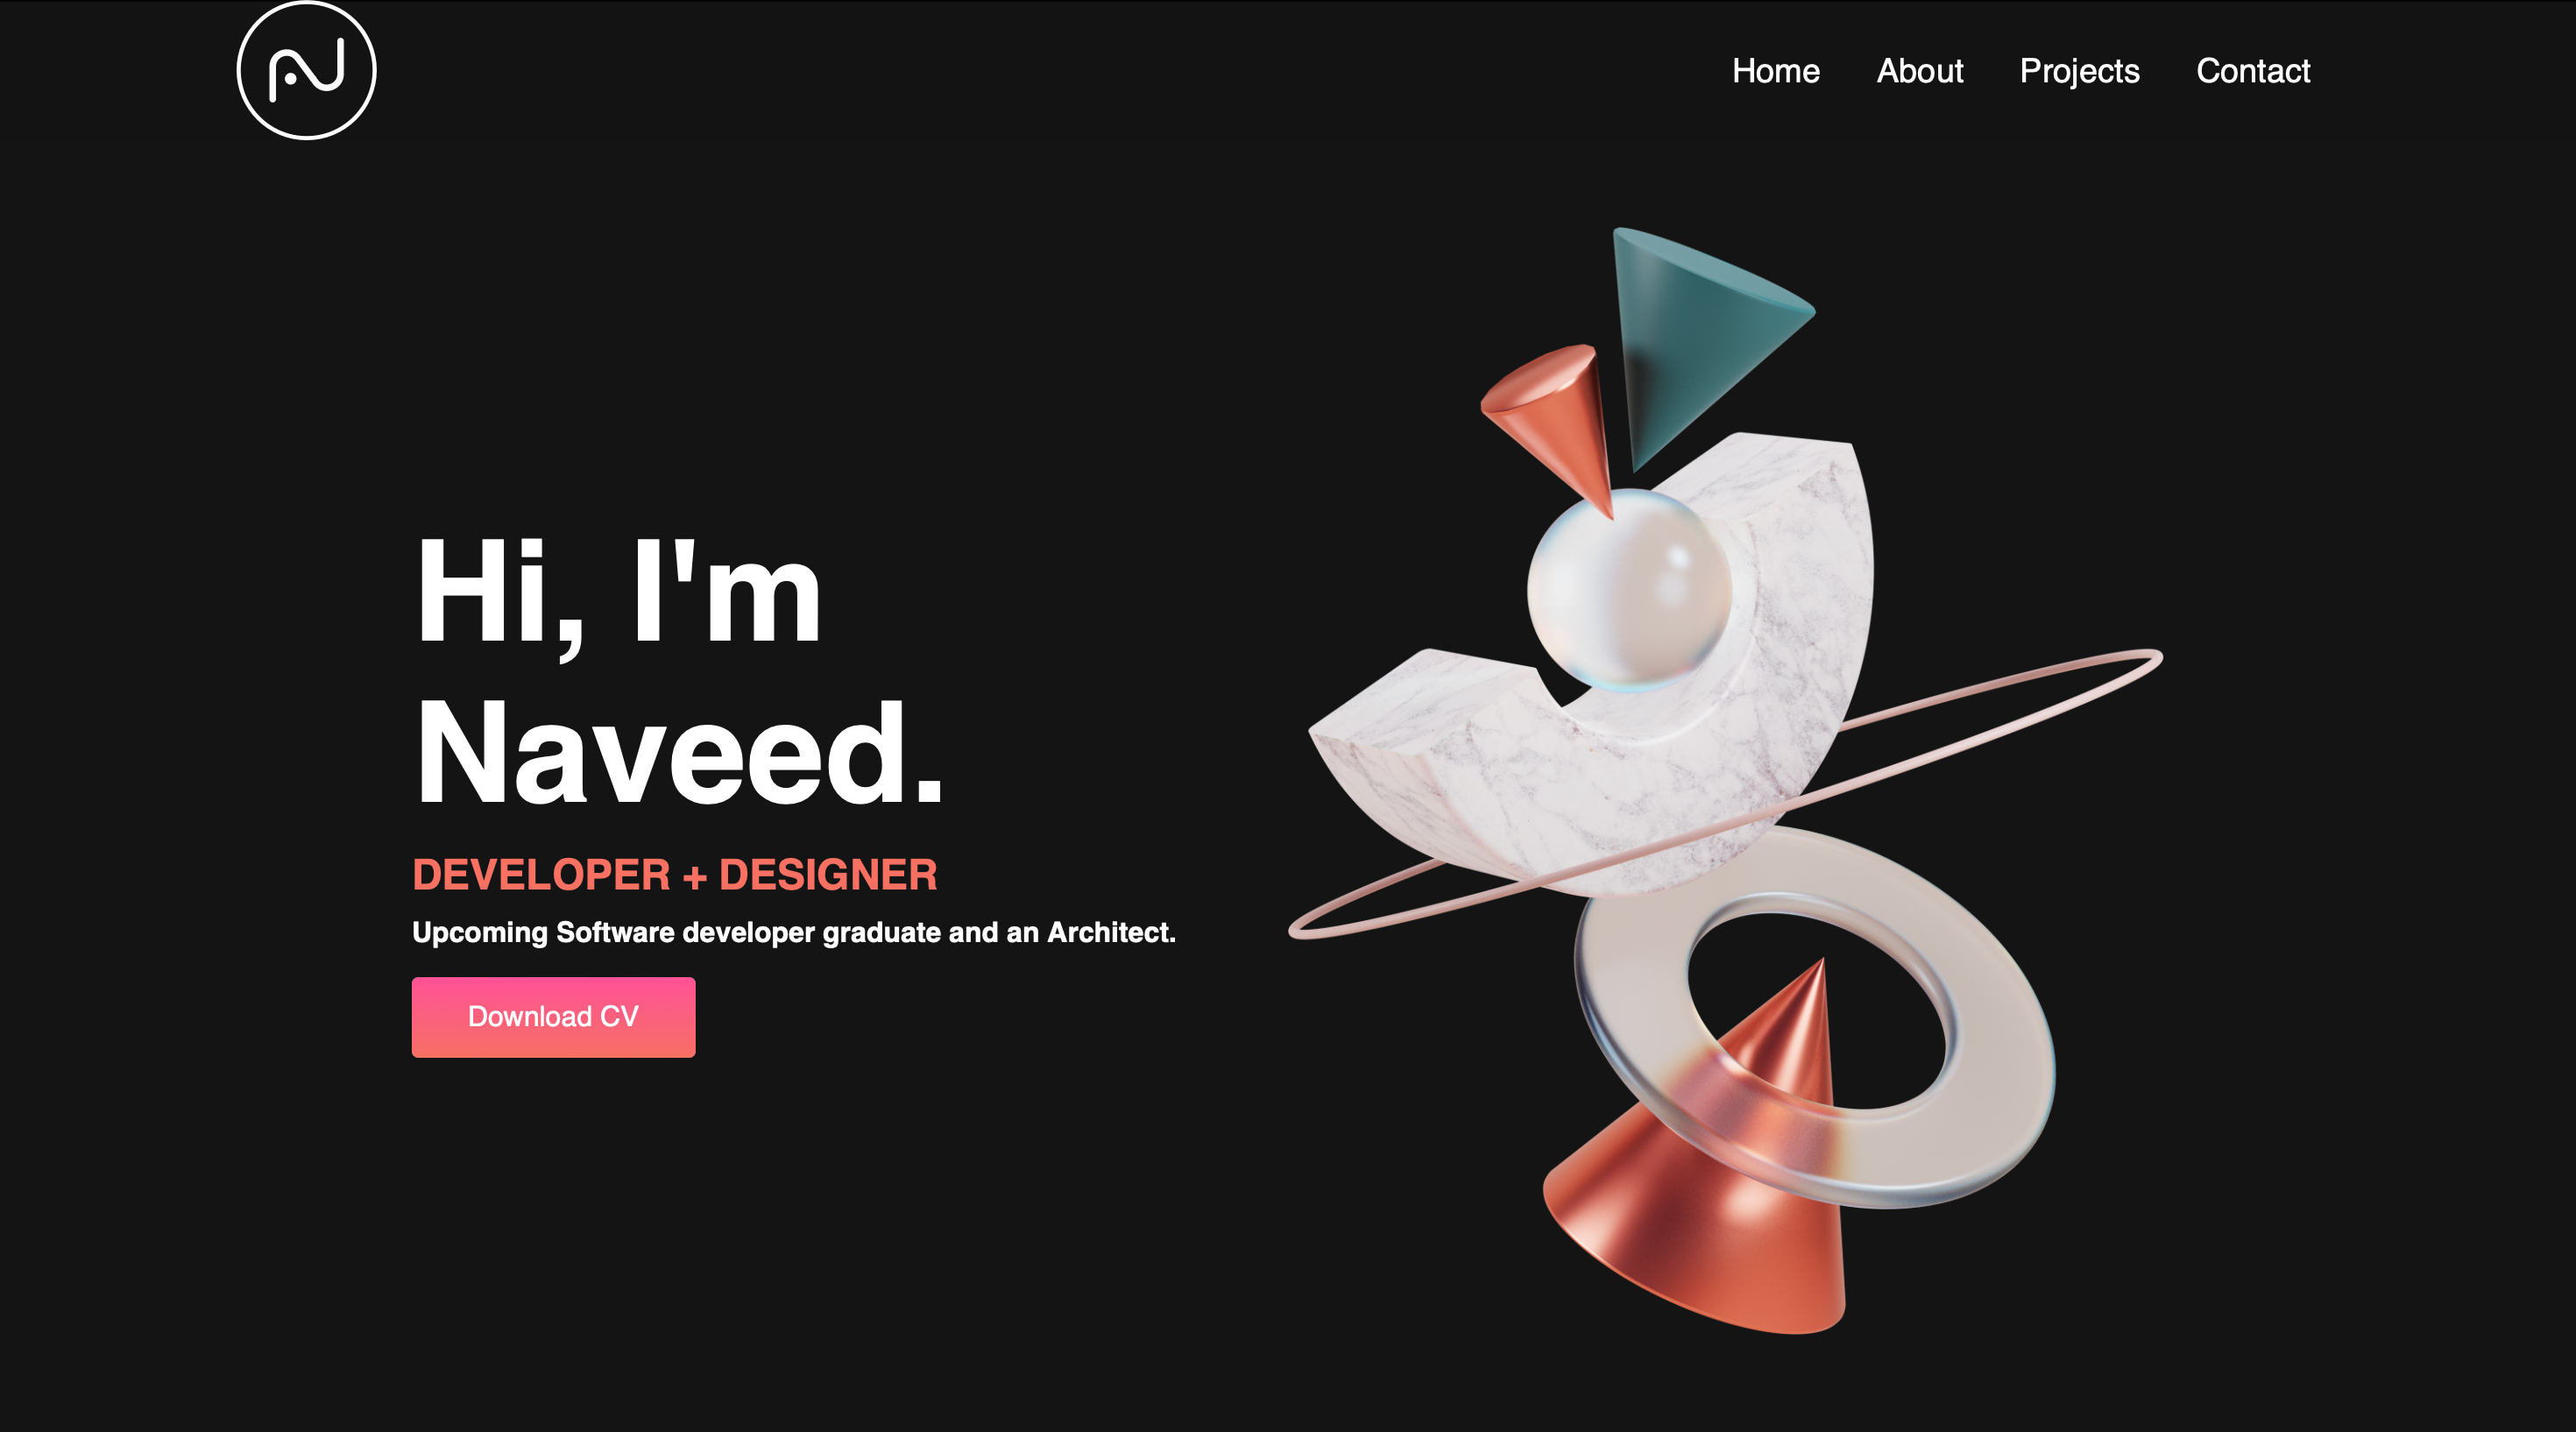 Home About Projects Contact
Hi, I'm
Naveed.
DEVELOPER + DESIGNER
Upcoming Software developer graduate and an Architect.
Download CV